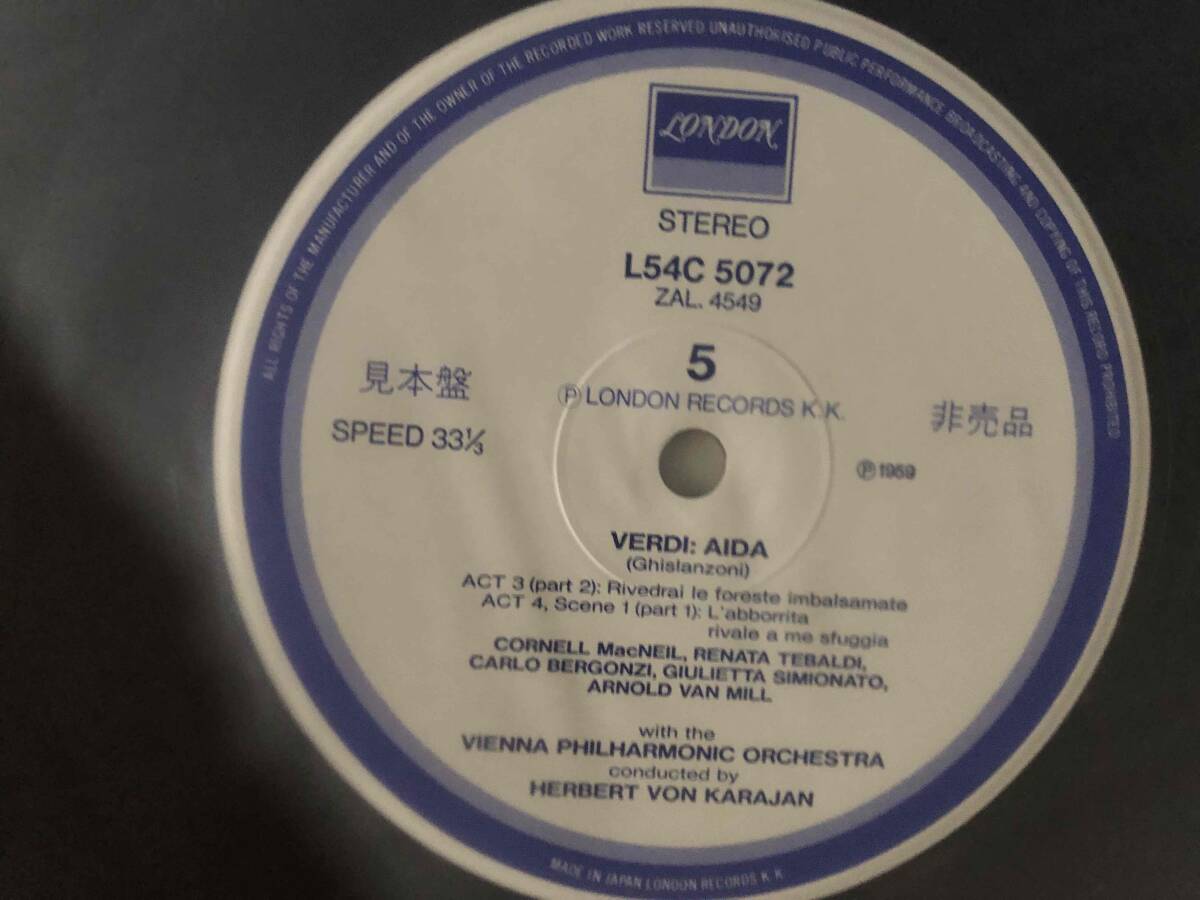 ALL RIGHTS OF THE MANUFACTURER AND OF THE OWNER OF THE RECORDED WORK RESERVED UNAUTHORISED PUBLIC PERFORMANCE BROADCASTING AND COPYING OF THIS RECORD PROHIBITED
LONDON
STEREO
L54C 5072
ZAL. 4549
5
Ⓟ LONDON RECORDS K.K.
見本盤
非売品
SPEED 33⅓
Ⓟ 1959
VERDI: AIDA
(Ghislanzoni)
ACT 3 (part 2): Rivedrai le foreste imbalsamate
ACT 4, Scene 1 (part 1): L'abborrita
rivale a me sfuggia
CORNELL MacNEIL, RENATA TEBALDI,
CARLO BERGONZI, GIULIETTA SIMIONATO,
ARNOLD VAN MILL
with the
VIENNA PHILHARMONIC ORCHESTRA
conducted by
HERBERT VON KARAJAN
MADE IN JAPAN LONDON RECORDS K.K.